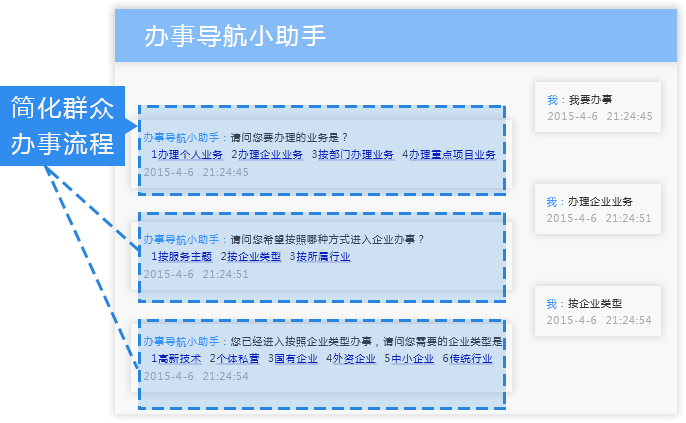 办事导航小助手
简化群众
办事流程
我：我要办事
2015-4-6 21:24:45
办事导航小助手：请问您要办理的业务是？
1办理个人业务 2办理企业业务 3按部门办理业务 4办理重点项目业务
2015-4-6 21:24:45
我：办理企业业务
2015-4-6 21:24:51
办事导航小助手：请问您希望按照哪种方式进入企业办事？
1按服务主题 2按企业类型 3按所属行业
2015-4-6 21:24:51
我：按企业类型
2015-4-6 21:24:54
办事导航小助手：您已经进入按照企业类型办事，请问您需要的企业类型是
1高新技术 2个体私营 3国有企业 4外资企业 5中小企业 6传统行业
2015-4-6 21:24:54